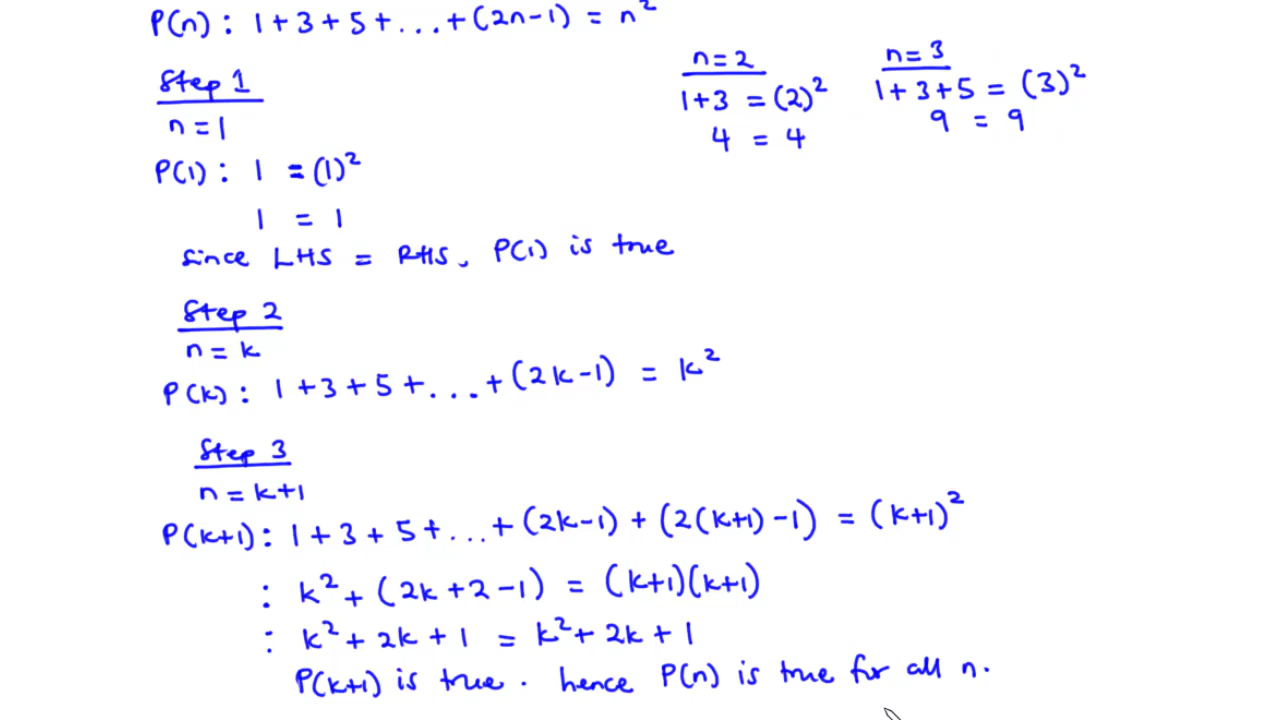 P(n) : 1 + 3 + 5 + . . . + (2n-1) = n²
Step 1
n = 1
P(1) : 1 = (1)²
1 = 1
Since LHS = RHS, P(1) is true
n = 2
1+3 = (2)²
4 = 4
n = 3
1+3+5 = (3)²
9 = 9
Step 2
n = k
P(k) : 1 + 3 + 5 + . . . + (2k-1) = k²
Step 3
n = k+1
P(k+1) : 1 + 3 + 5 + . . . + (2k-1) + (2(k+1) -1) = (k+1)²
: k² + (2k + 2 - 1) = (k+1)(k+1)
: k² + 2k + 1 = k² + 2k + 1
P(k+1) is true. hence P(n) is true for all n.